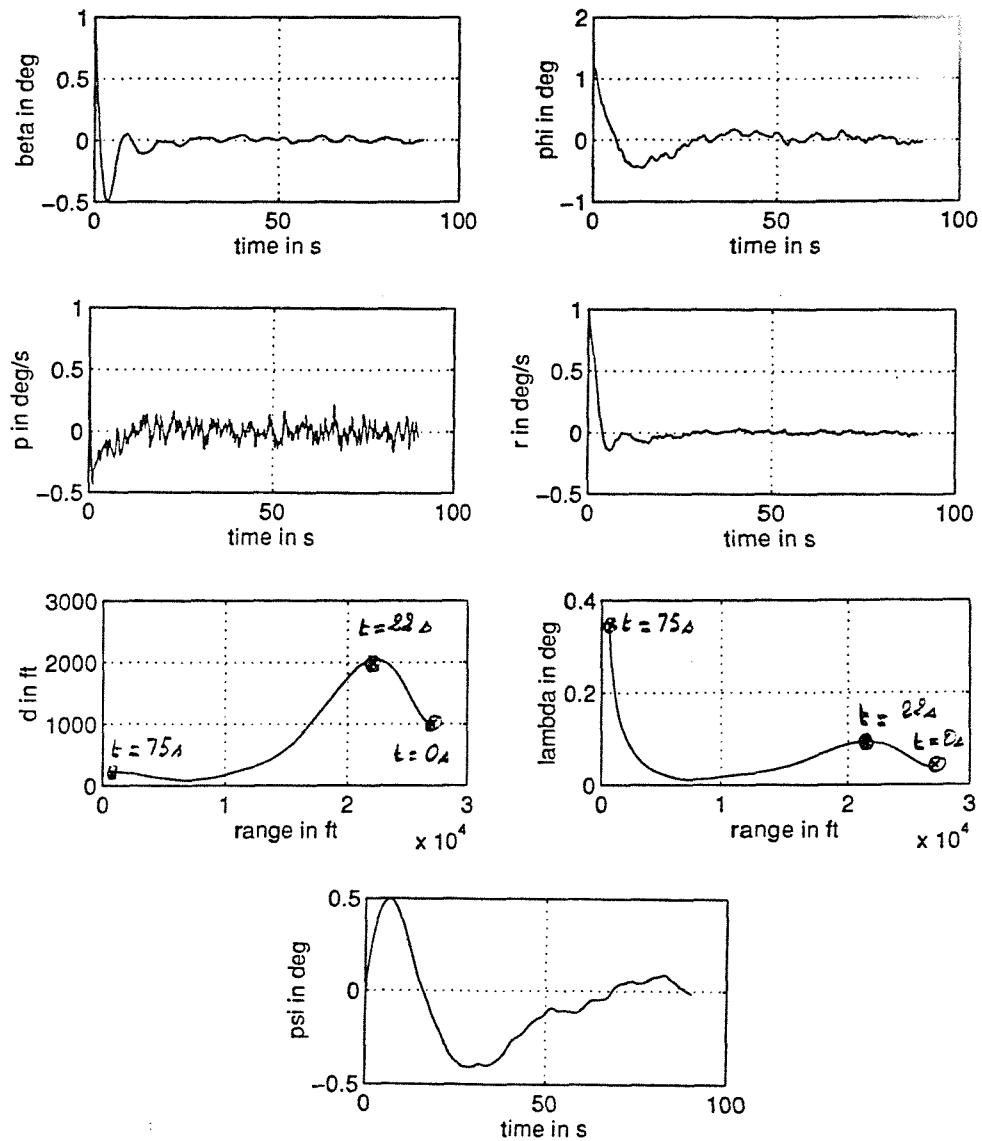 1
0.5
0
−0.5
beta in deg
0
50
100
time in s
2
1
0
−1
phi in deg
0
50
100
time in s
1
0.5
0
−0.5
p in deg/s
0
50
100
time in s
1
0.5
0
−0.5
r in deg/s
0
50
100
time in s
3000
2000
1000
0
d in ft
t=22s
t=75s
t=0s
0
1
2
3
range in ft
x 10^4
0.4
0.2
0
lambda in deg
t=75s
t=22s
t=0s
0
1
2
3
range in ft
x 10^4
0.5
0
−0.5
psi in deg
0
50
100
time in s